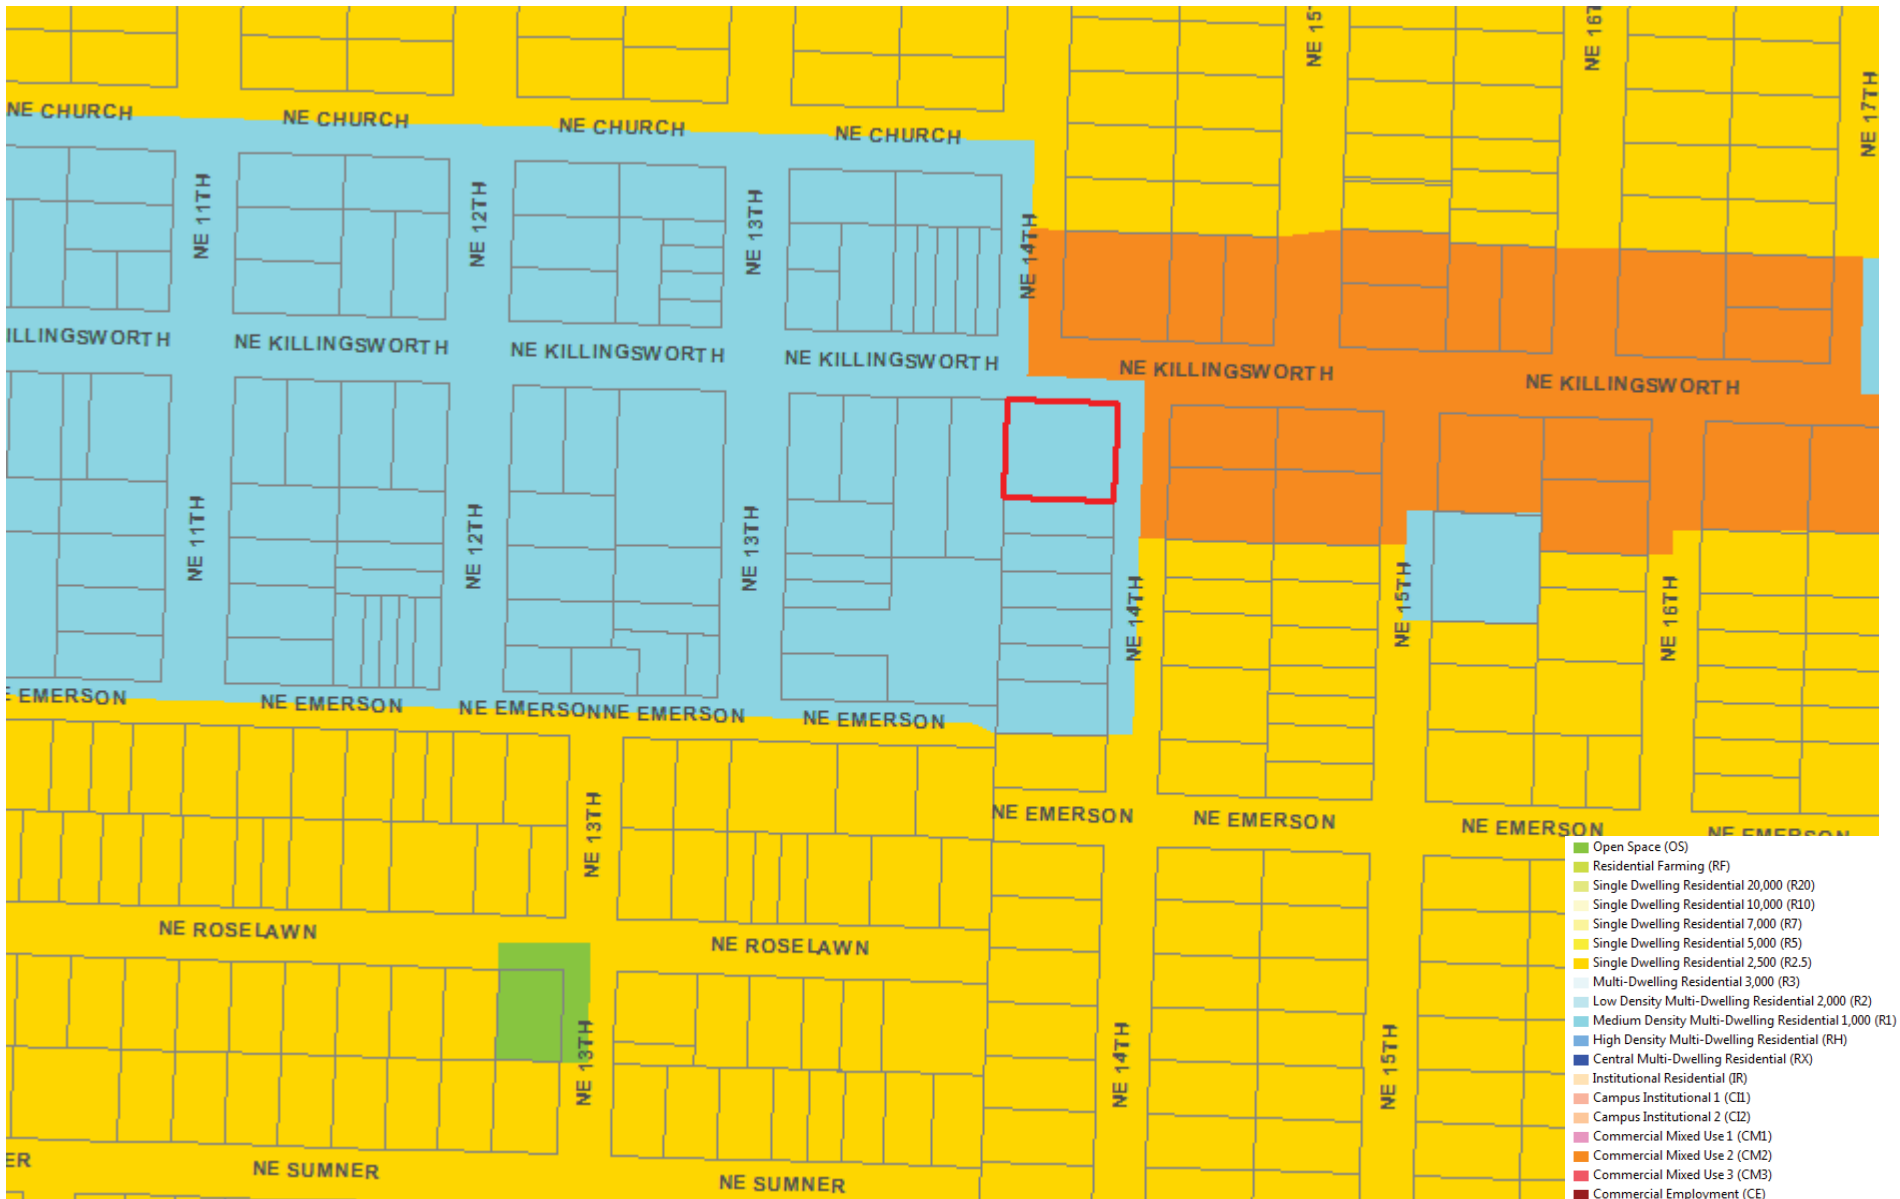 NE 15T
NE 16T
NE 17TH
NE CHURCH
NE CHURCH
NE CHURCH
NE CHURCH
NE 11TH
NE 12TH
NE 13TH
NE 14TH
ILLINGSWORTH
NE KILLINGSWORTH
NE KILLINGSWORTH
NE KILLINGSWORTH
NE KILLINGSWORTH
NE KILLINGSWORTH
NE 11TH
NE 12TH
NE 13TH
NE 14TH
NE 15TH
NE 16TH
E EMERSON
NE EMERSON
NE EMERSON
NE EMERSON
NE EMERSON
NE EMERSON
NE EMERSON
NE EMERSON
NE EMERSON
NE 13TH
NE ROSELAWN
NE ROSELAWN
NE 13TH
NE 14TH
NE 15TH
ER
NE SUMNER
NE SUMNER
Open Space (OS)
Residential Farming (RF)
Single Dwelling Residential 20,000 (R20)
Single Dwelling Residential 10,000 (R10)
Single Dwelling Residential 7,000 (R7)
Single Dwelling Residential 5,000 (R5)
Single Dwelling Residential 2,500 (R2.5)
Multi-Dwelling Residential 3,000 (R3)
Low Density Multi-Dwelling Residential 2,000 (R2)
Medium Density Multi-Dwelling Residential 1,000 (R1)
High Density Multi-Dwelling Residential (RH)
Central Multi-Dwelling Residential (RX)
Institutional Residential (IR)
Campus Institutional 1 (CI1)
Campus Institutional 2 (CI2)
Commercial Mixed Use 1 (CM1)
Commercial Mixed Use 2 (CM2)
Commercial Mixed Use 3 (CM3)
Commercial Employment (CE)